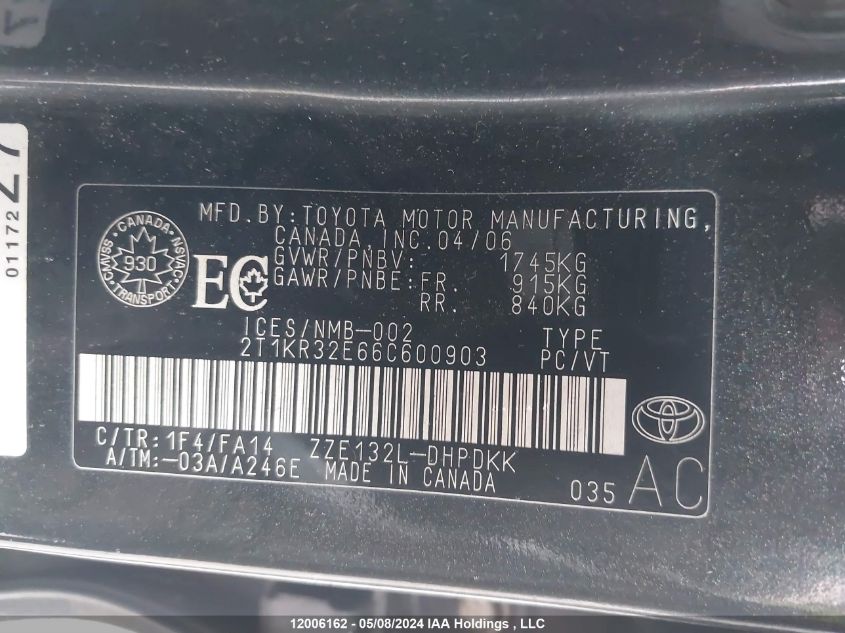 MFD.BY:TOYOTA MOTOR MANUFACTURING,
CANADA,INC.04/06
GVWR/PNBV: 1745KG
GAWR/PNBE:FR. 915KG
RR. 840KG
CANADA
CMVSS NSVAC
930
TRANSPORT
EC
ICES/NMB-002 TYPE
2T1KR32E66C600903 PC/VT
C/TR:1F4/FA14 ZZE132L-DHPDKK
A/TM:-03A/A246E MADE IN CANADA
035 AC
01172
12006162 - 05/08/2024 IAA Holdings , LLC